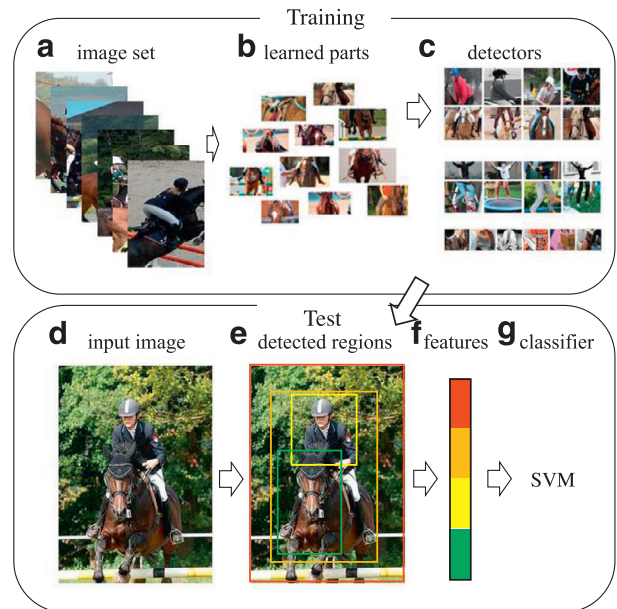 Training
a image set
b learned parts
c detectors
Test
d input image
e detected regions
f features
g classifier
SVM